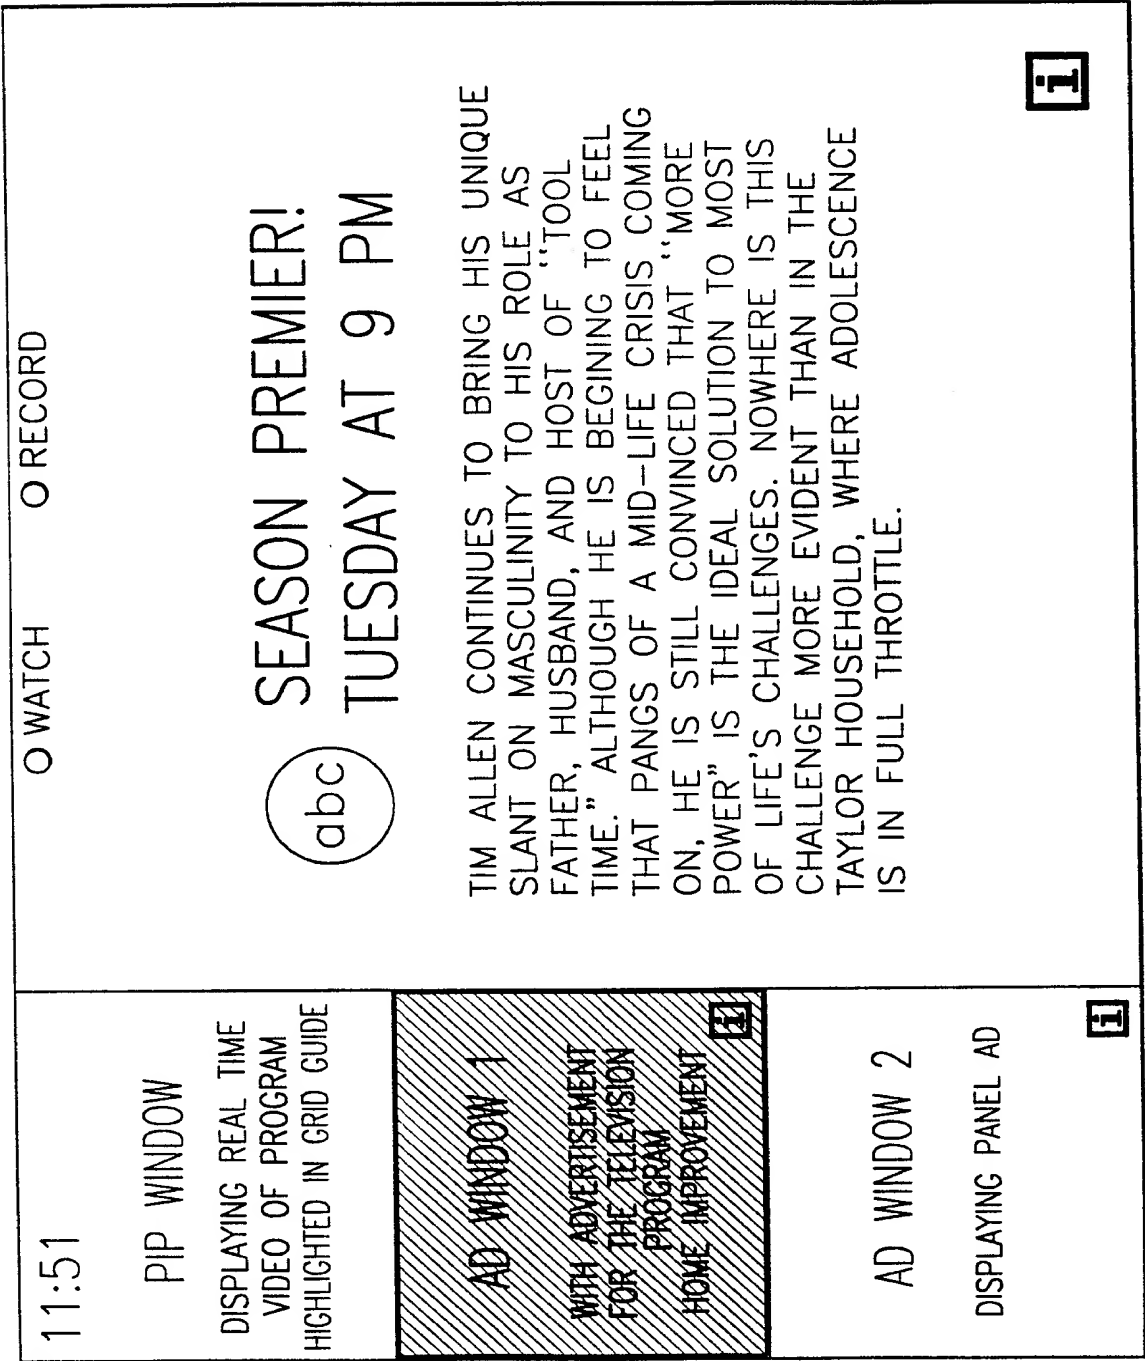 11:51
PIP WINDOW
DISPLAYING REAL TIME
VIDEO OF PROGRAM
HIGHLIGHTED IN GRID GUIDE
AD WINDOW 1
WITH ADVERTISEMENT
FOR THE TELEVISION
PROGRAM
HOME IMPROVEMENT
i
AD WINDOW 2
DISPLAYING PANEL AD
i
O WATCH O RECORD
abc
SEASON PREMIER!
TUESDAY AT 9 PM
TIM ALLEN CONTINUES TO BRING HIS UNIQUE
SLANT ON MASCULINITY TO HIS ROLE AS
FATHER, HUSBAND, AND HOST OF "TOOL
TIME." ALTHOUGH HE IS BEGINING TO FEEL
THAT PANGS OF A MID-LIFE CRISIS COMING
ON, HE IS STILL CONVINCED THAT "MORE
POWER" IS THE IDEAL SOLUTION TO MOST
OF LIFE'S CHALLENGES. NOWHERE IS THIS
CHALLENGE MORE EVIDENT THAN IN THE
TAYLOR HOUSEHOLD, WHERE ADOLESCENCE
IS IN FULL THROTTLE.
i